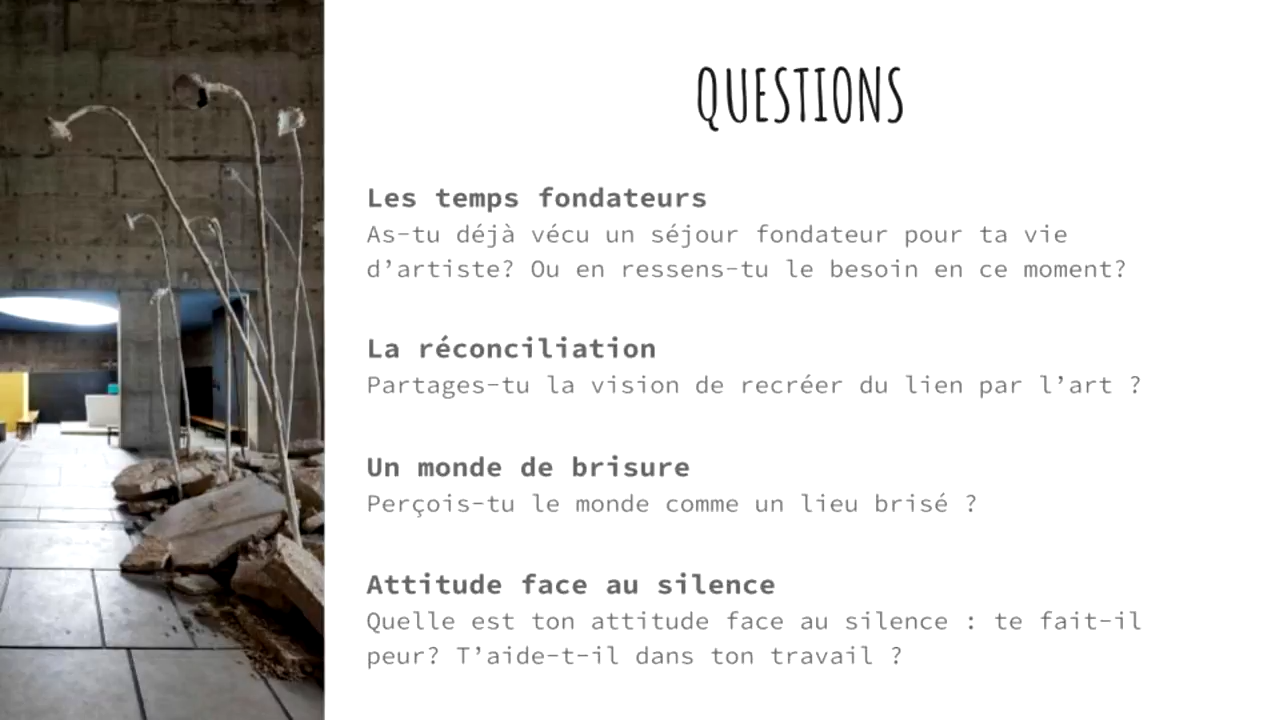 QUESTIONS
Les temps fondateurs
As-tu déjà vécu un séjour fondateur pour ta vie
d’artiste? Ou en ressens-tu le besoin en ce moment?
La réconciliation
Partages-tu la vision de recréer du lien par l’art ?
Un monde de brisure
Perçois-tu le monde comme un lieu brisé ?
Attitude face au silence
Quelle est ton attitude face au silence : te fait-il
peur? T’aide-t-il dans ton travail ?